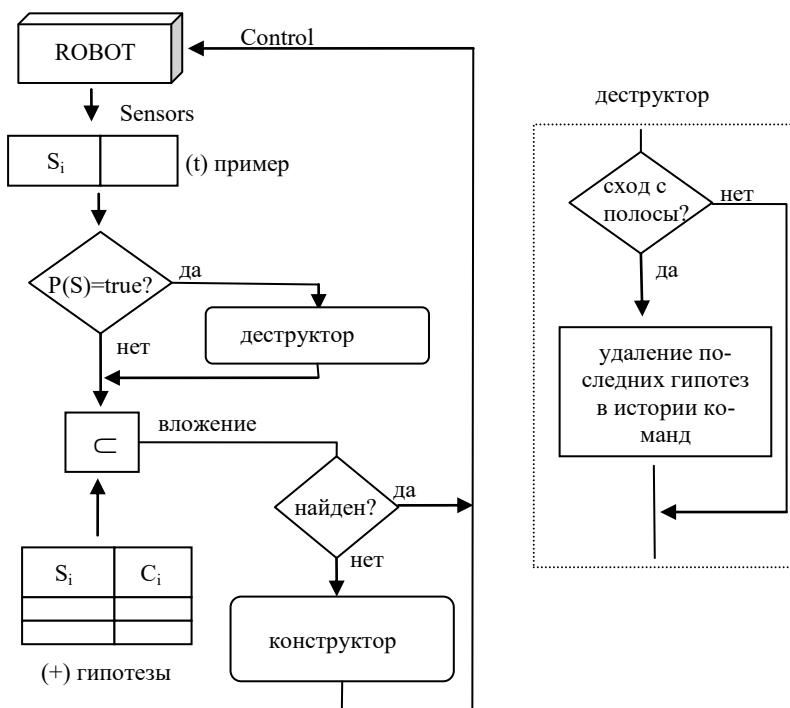 ROBOT
Control
Sensors
Sᵢ
(t) пример
P(S)=true?
да
деструктор
нет
⊂
вложение
найден?
да
нет
Sᵢ Cᵢ
конструктор
(+) гипотезы
деструктор
сход с
полосы?
нет
да
удаление по-
следних гипотез
в истории ко-
манд